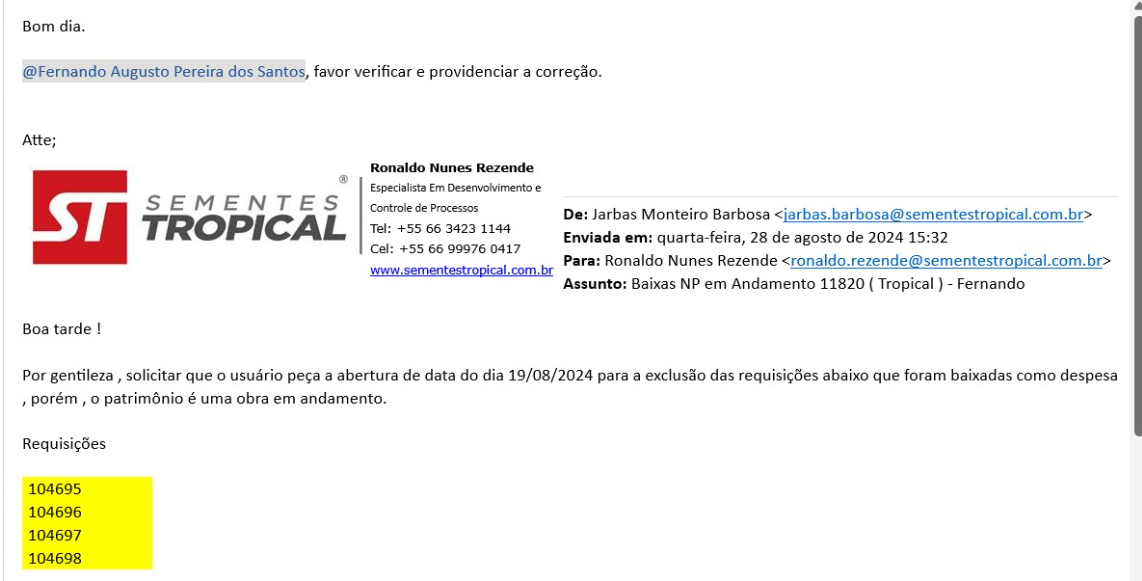 Bom dia.
@Fernando Augusto Pereira dos Santos, favor verificar e providenciar a correção.
Atte;
ST SEMENTES TROPICAL ®
Ronaldo Nunes Rezende
Especialista Em Desenvolvimento e
Controle de Processos
Tel: +55 66 3423 1144
Cel: +55 66 99976 0417
www.sementestropical.com.br
De: Jarbas Monteiro Barbosa <jarbas.barbosa@sementestropical.com.br>
Enviada em: quarta-feira, 28 de agosto de 2024 15:32
Para: Ronaldo Nunes Rezende <ronaldo.rezende@sementestropical.com.br>
Assunto: Baixas NP em Andamento 11820 ( Tropical ) - Fernando
Boa tarde !
Por gentileza , solicitar que o usuário peça a abertura de data do dia 19/08/2024 para a exclusão das requisições abaixo que foram baixadas como despesa
, porém , o patrimônio é uma obra em andamento.
Requisições
104695
104696
104697
104698